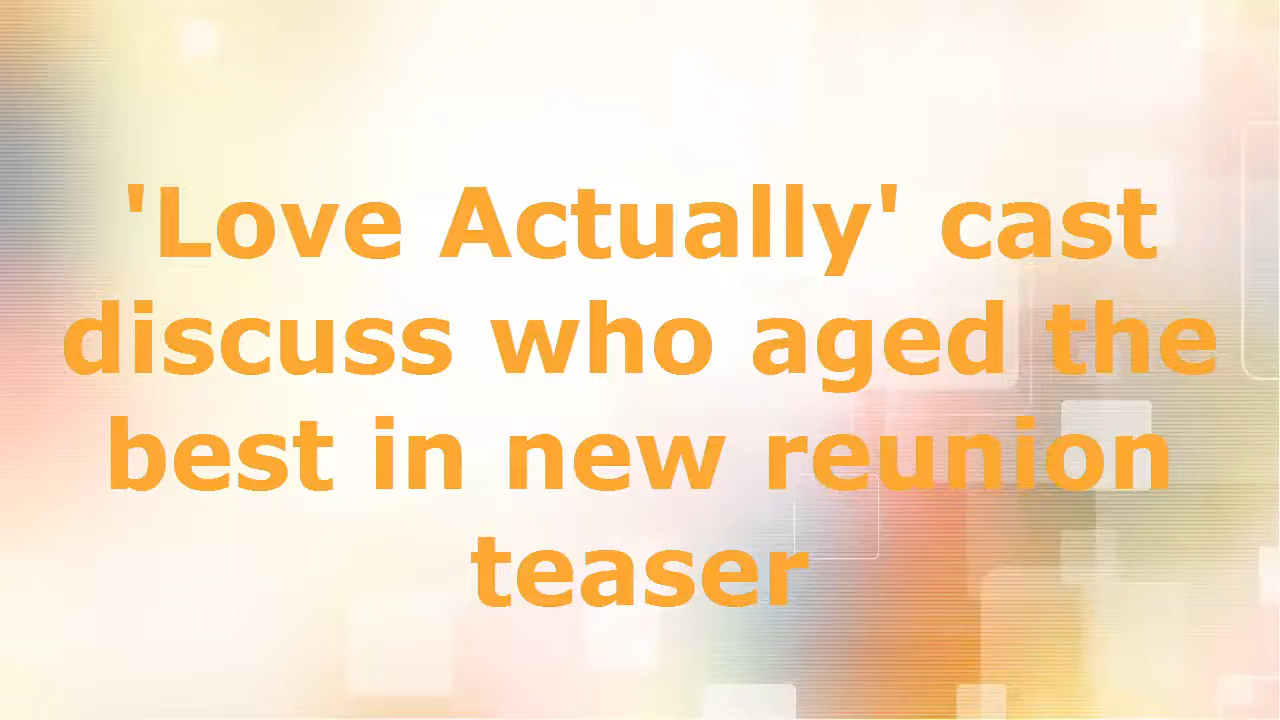 'Love Actually' cast
discuss who aged the
best in new reunion
teaser